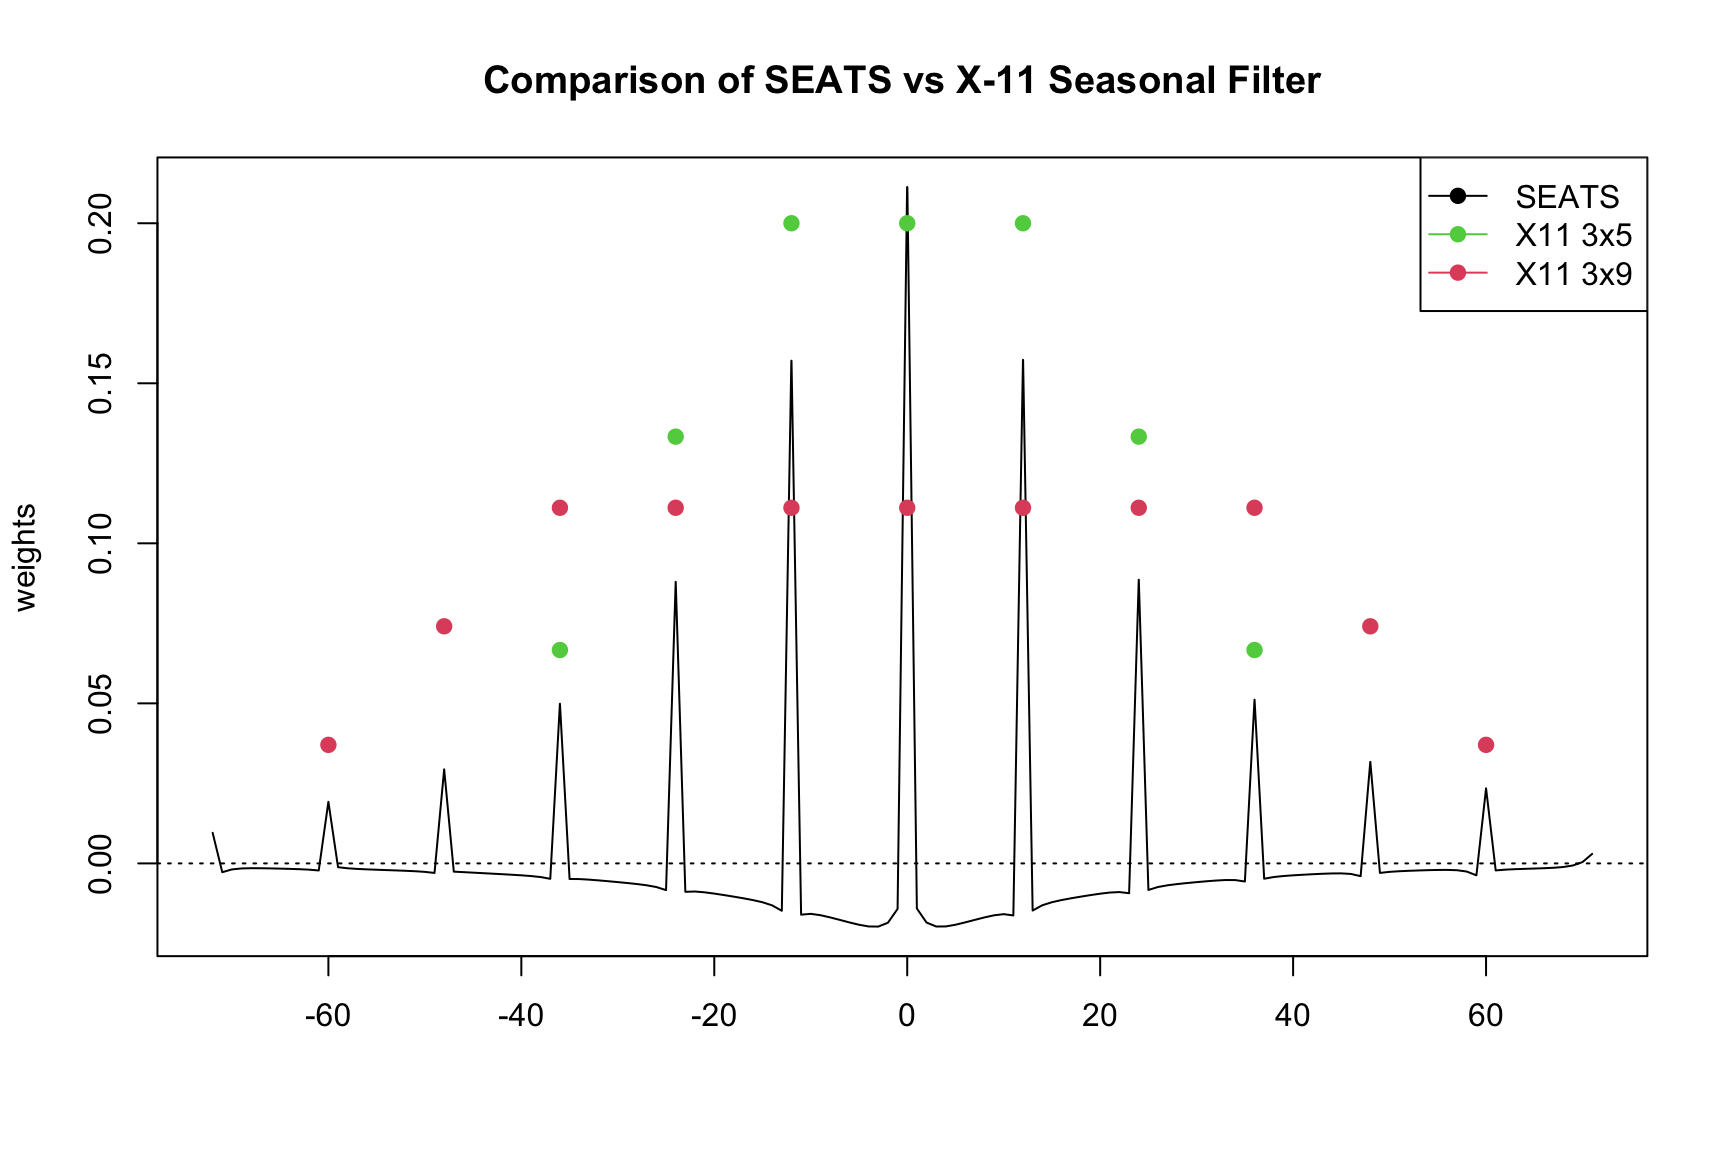 Comparison of SEATS vs X-11 Seasonal Filter
SEATS
X11 3x5
X11 3x9
weights
0.20
0.15
0.10
0.05
0.00
-60 -40 -20 0 20 40 60